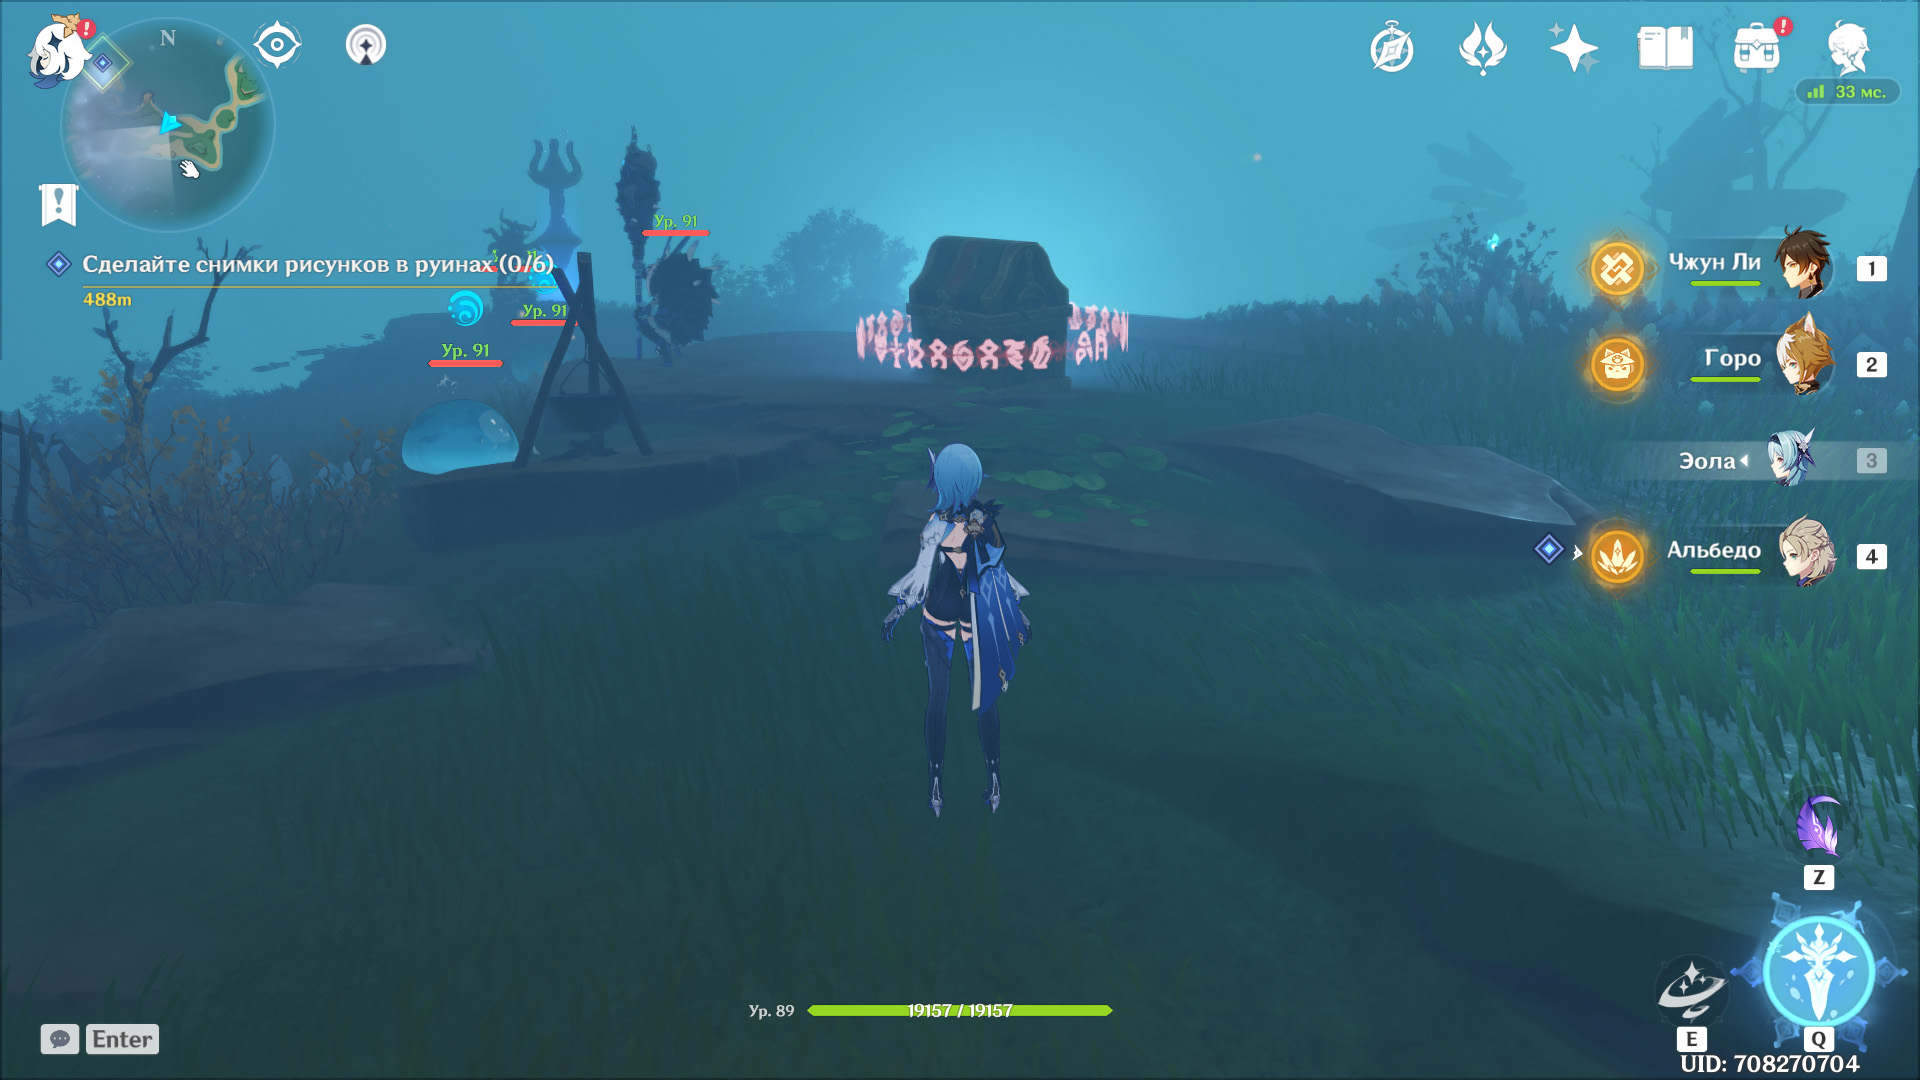 N
33 мс.
Ур. 91
Сделайте снимки рисунков в руинах (0/6)
488m
Ур. 91
Ур. 91
Чжун Ли
1
Горо
2
Эола
3
Альбедо
4
Z
Ур. 89
19157 / 19157
Enter
E
Q
UID: 708270704